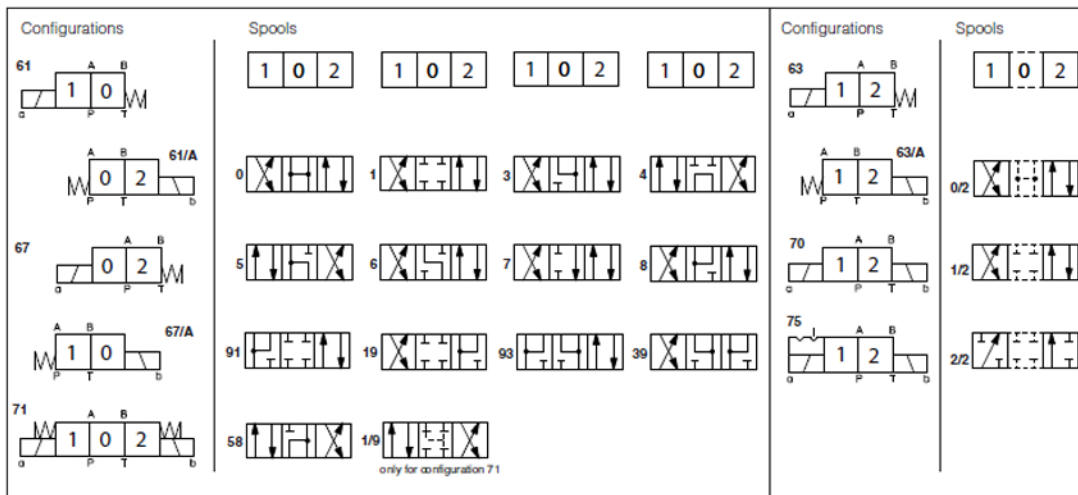 Configurations
Spools
Configurations
Spools
61
A B
1 0
a P T
61/A
A B
0 2
P T b
67
A B
0 2
a P T
67/A
A B
1 0
P T b
71
A B
1 0 2
a P T b
1 0 2
1 0 2
1 0 2
1 0 2
0
1
3
4
5
6
7
8
91
19
93
39
58
1/9
only for configuration 71
63
A B
1 2
a P T
63/A
A B
1 2
P T b
70
A B
1 2
a P T b
75
A B
1 2
a P T b
1 0 2
0/2
1/2
2/2